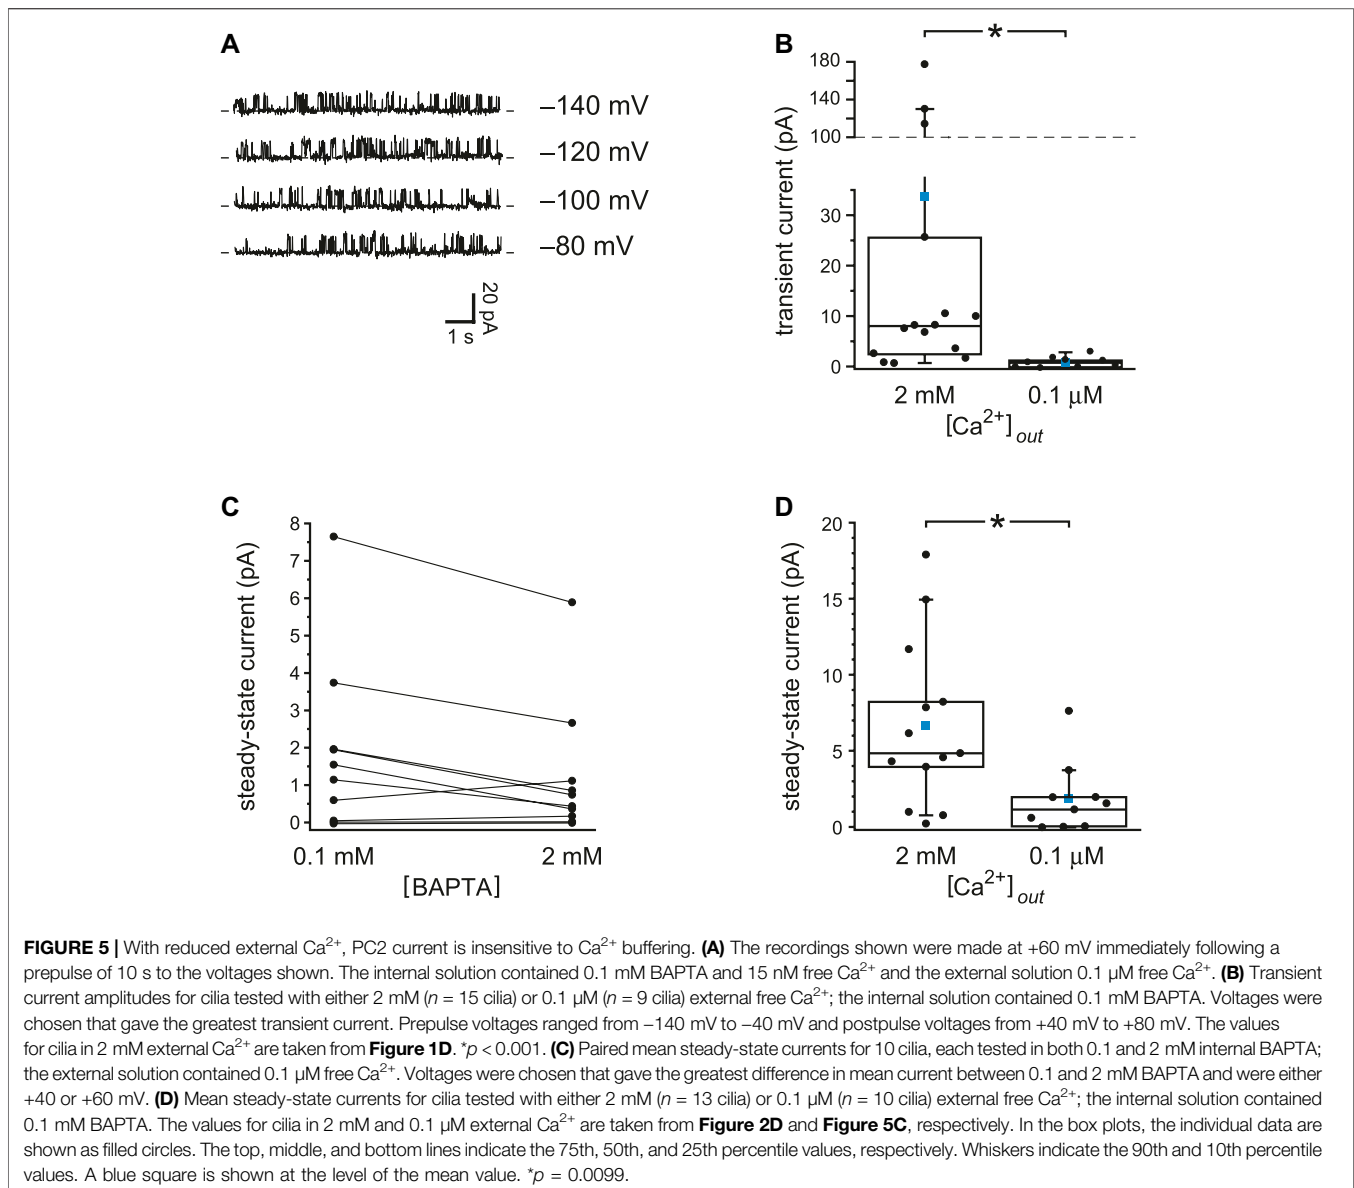 A
–140 mV
–120 mV
–100 mV
–80 mV
20 pA
1 s
B
*
transient current (pA)
180
140
100
30
20
10
0
2 mM
0.1 μM
[Ca2+]out
C
steady-state current (pA)
8
7
6
5
4
3
2
1
0
0.1 mM
2 mM
[BAPTA]
D
*
steady-state current (pA)
20
15
10
5
0
2 mM
0.1 μM
[Ca2+]out
FIGURE 5 | With reduced external Ca2+, PC2 current is insensitive to Ca2+ buffering. (A) The recordings shown were made at +60 mV immediately following a
prepulse of 10 s to the voltages shown. The internal solution contained 0.1 mM BAPTA and 15 nM free Ca2+ and the external solution 0.1 μM free Ca2+. (B) Transient
current amplitudes for cilia tested with either 2 mM (n = 15 cilia) or 0.1 μM (n = 9 cilia) external free Ca2+; the internal solution contained 0.1 mM BAPTA. Voltages were
chosen that gave the greatest transient current. Prepulse voltages ranged from −140 mV to −40 mV and postpulse voltages from +40 mV to +80 mV. The values
for cilia in 2 mM external Ca2+ are taken from Figure 1D. *p < 0.001. (C) Paired mean steady-state currents for 10 cilia, each tested in both 0.1 and 2 mM internal BAPTA;
the external solution contained 0.1 μM free Ca2+. Voltages were chosen that gave the greatest difference in mean current between 0.1 and 2 mM BAPTA and were either
+40 or +60 mV. (D) Mean steady-state currents for cilia tested with either 2 mM (n = 13 cilia) or 0.1 μM (n = 10 cilia) external free Ca2+; the internal solution contained
0.1 mM BAPTA. The values for cilia in 2 mM and 0.1 μM external Ca2+ are taken from Figure 2D and Figure 5C, respectively. In the box plots, the individual data are
shown as filled circles. The top, middle, and bottom lines indicate the 75th, 50th, and 25th percentile values, respectively. Whiskers indicate the 90th and 10th percentile
values. A blue square is shown at the level of the mean value. *p = 0.0099.